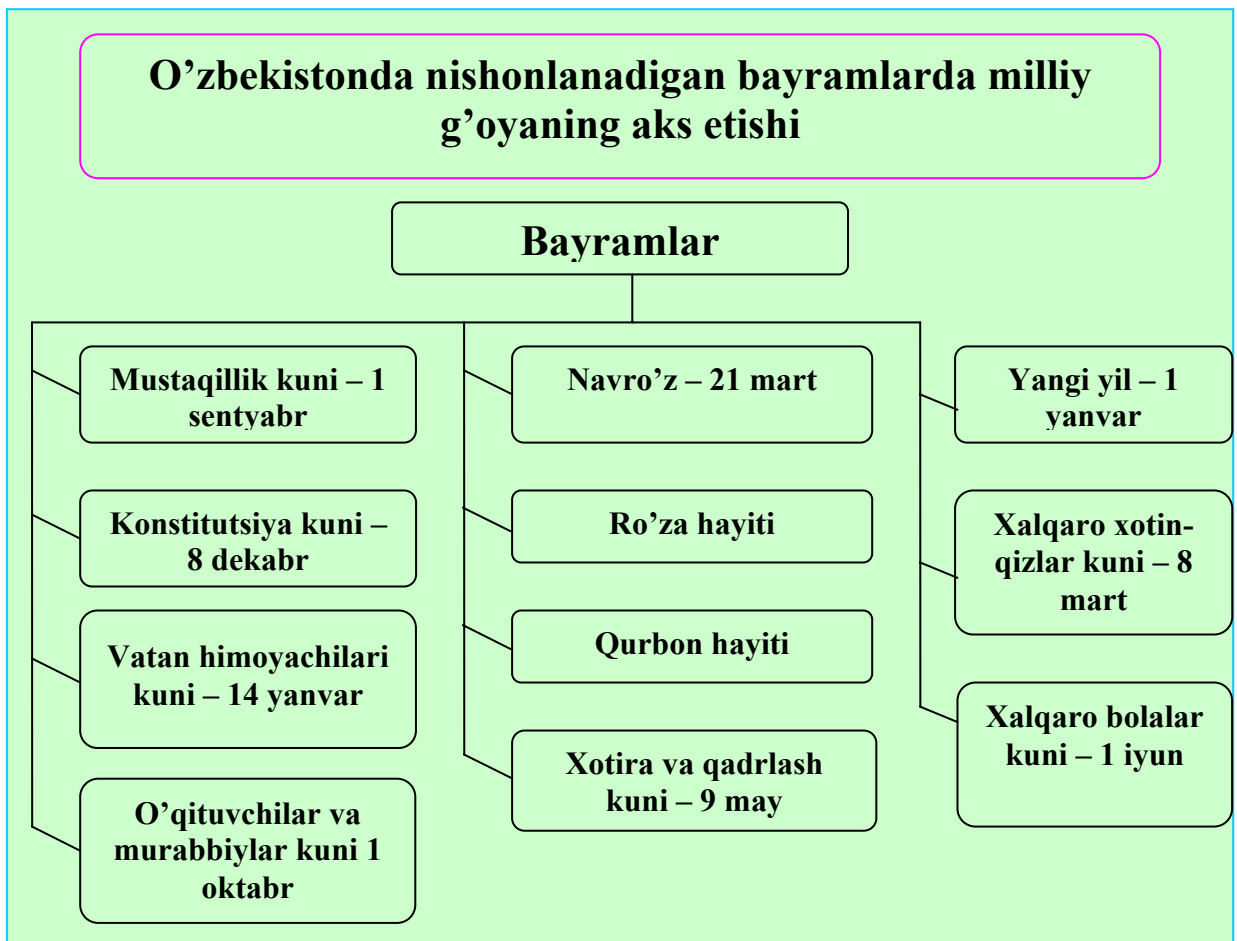 O’zbekistonda nishonlanadigan bayramlarda milliy
g’oyaning aks etishi
Bayramlar
Mustaqillik kuni – 1
sentyabr
Konstitutsiya kuni –
8 dekabr
Vatan himoyachilari
kuni – 14 yanvar
O’qituvchilar va
murabbiylar kuni 1
oktabr
Navro’z – 21 mart
Ro’za hayiti
Qurbon hayiti
Xotira va qadrlash
kuni – 9 may
Yangi yil – 1
yanvar
Xalqaro xotin-
qizlar kuni – 8
mart
Xalqaro bolalar
kuni – 1 iyun